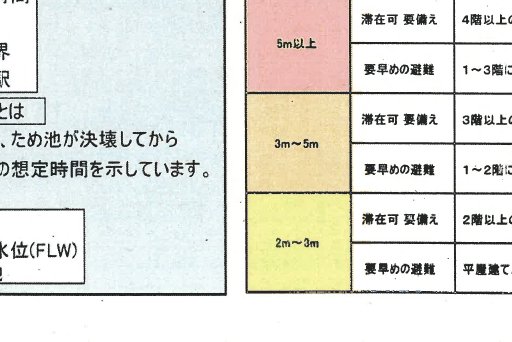 界
駅
とは
、ため池が決壊してから
の想定時間を示しています。
水位(FLW)
5m以上
滞在可 要備え
4階以上の
要早めの避難
1～3階に
3m～5m
滞在可 要備え
3階以上の
要早めの避難
1～2階に
2m～3m
滞在可 要備え
2階以上の
要早めの避難
平屋建て